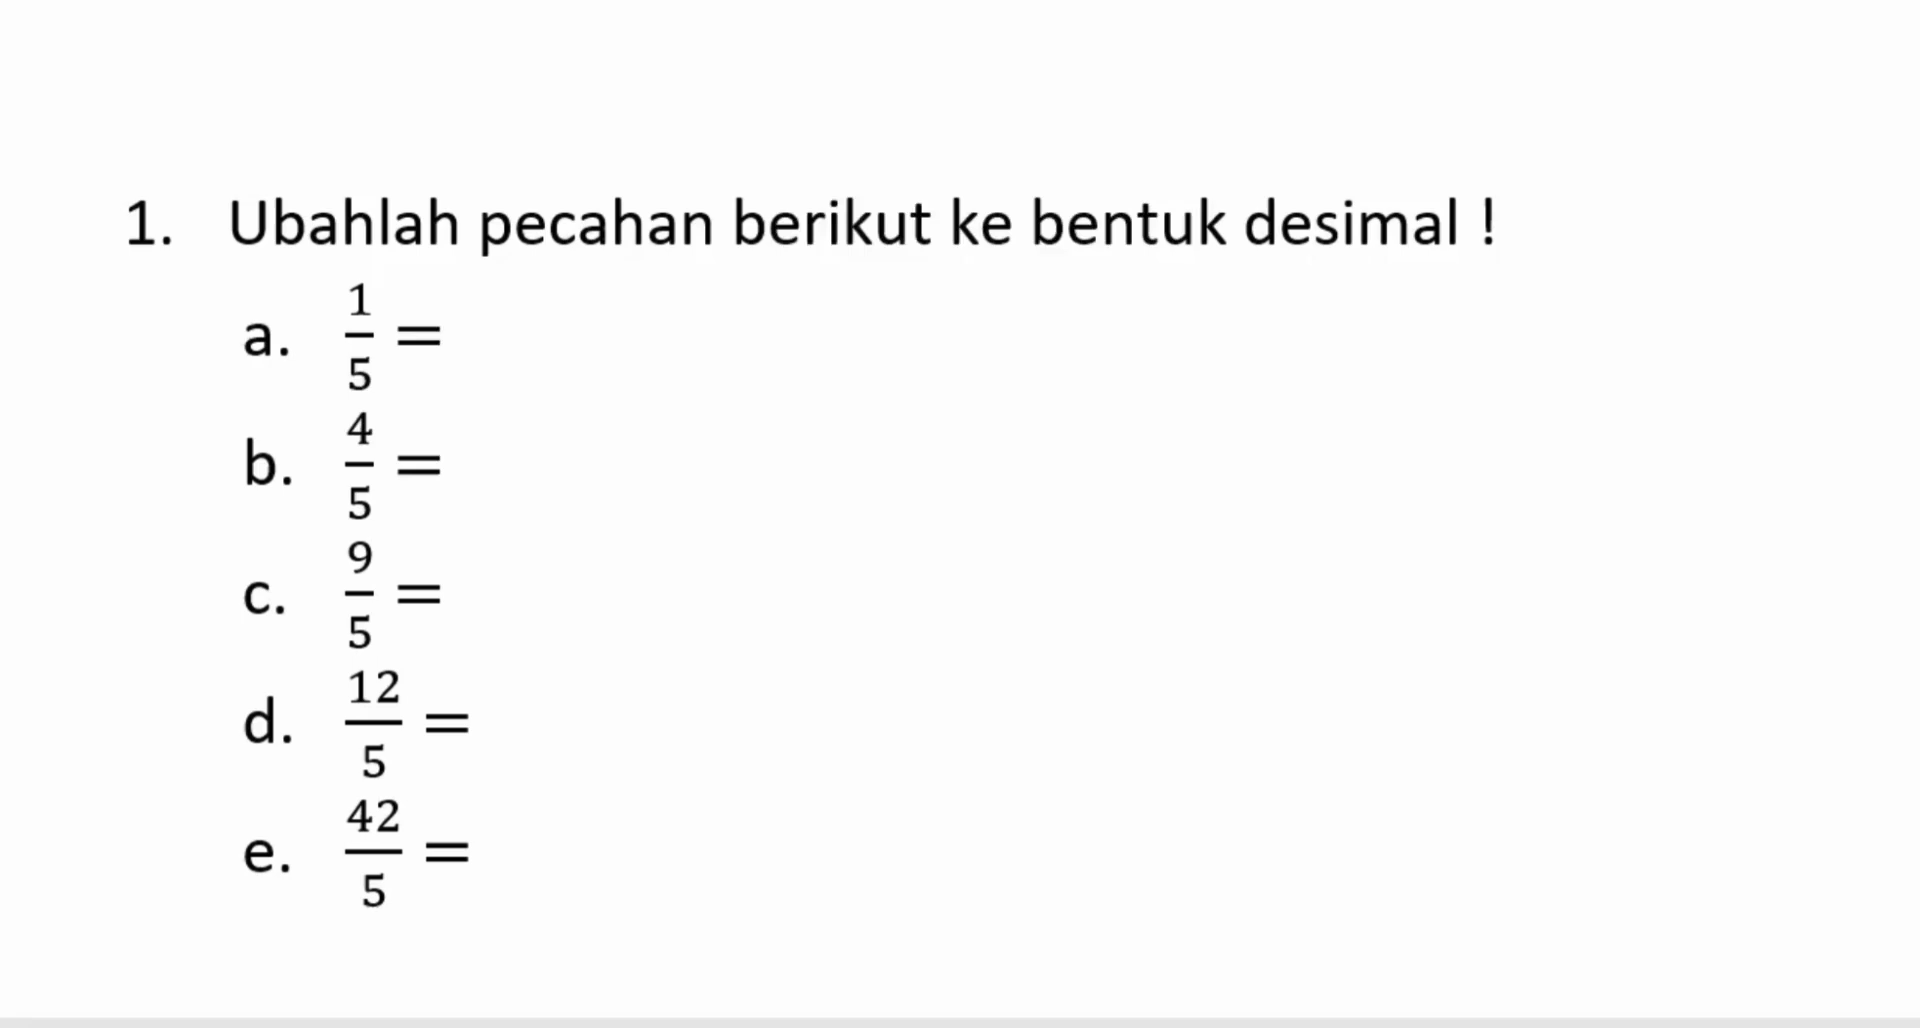 1. Ubahlah pecahan berikut ke bentuk desimal !
a. 1/5 =
b. 4/5 =
c. 9/5 =
d. 12/5 =
e. 42/5 =